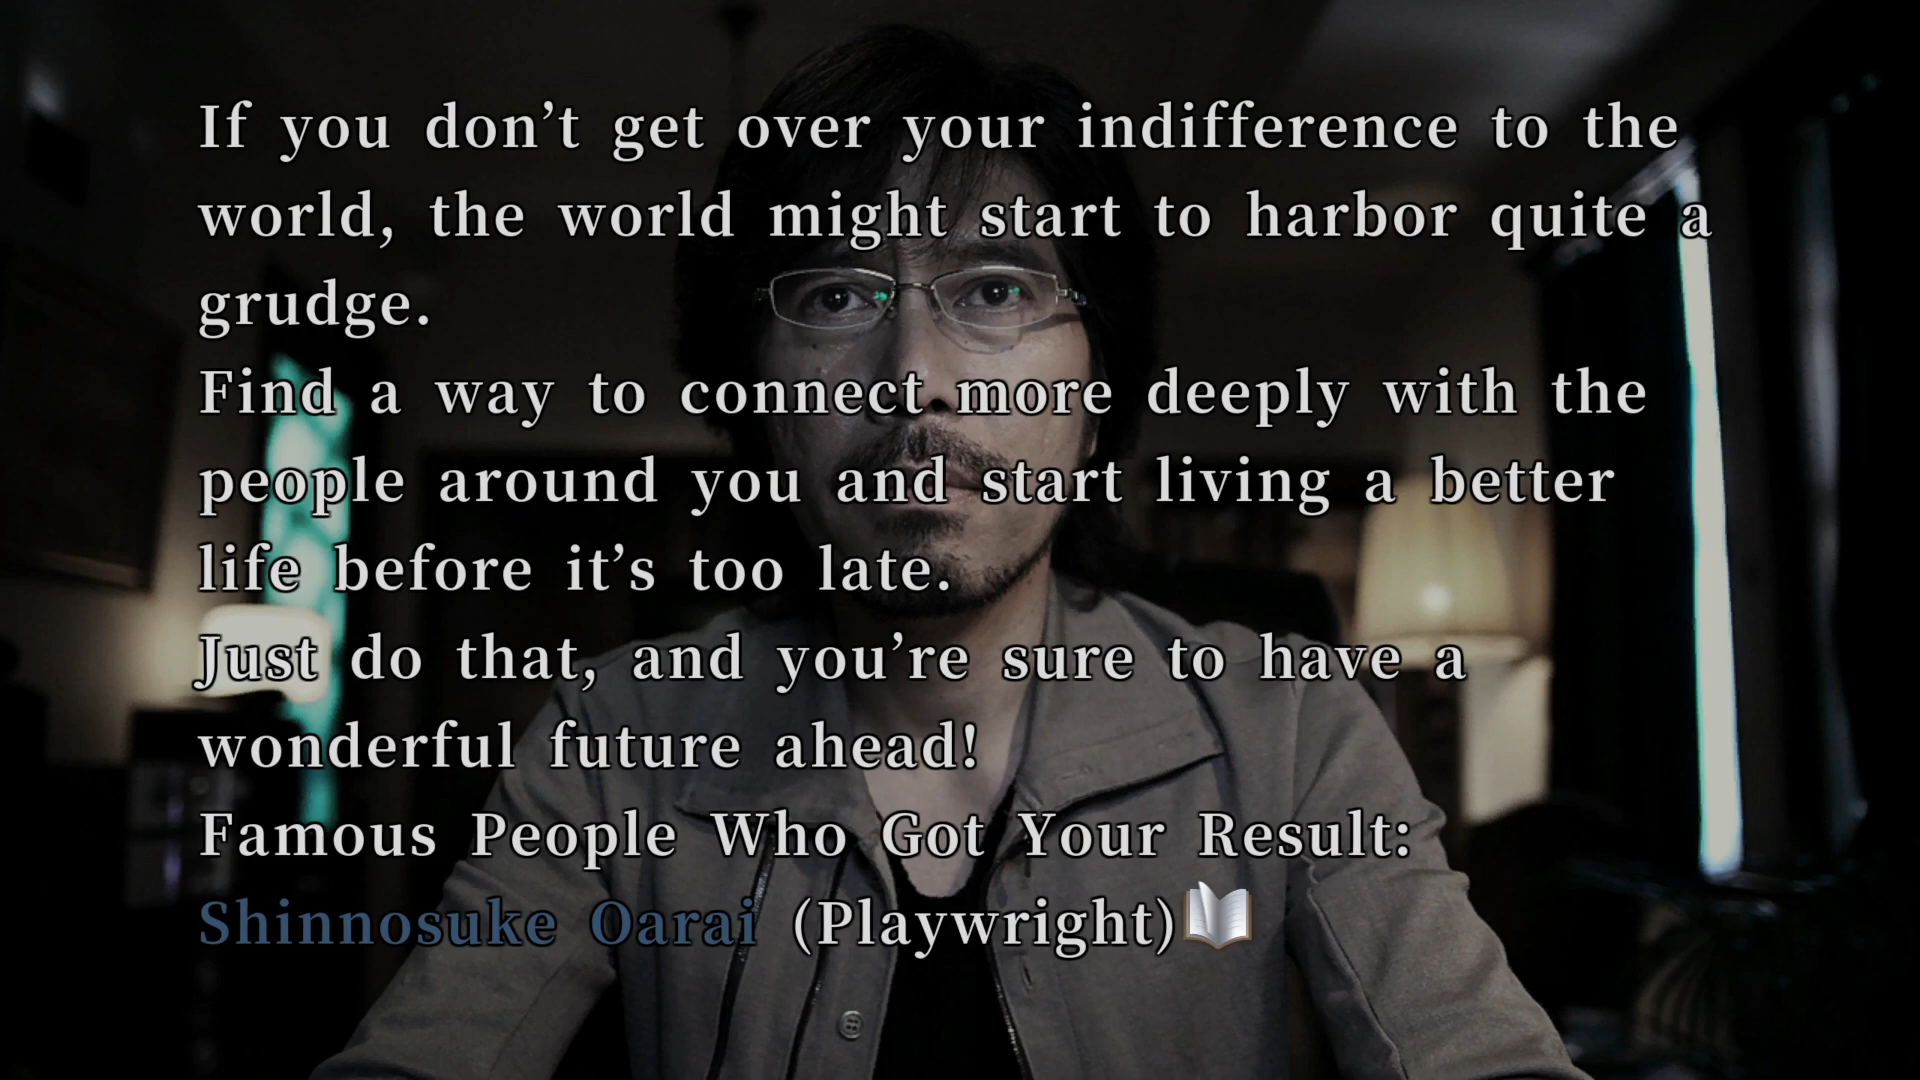 If you don’t get over your indifference to the
world, the world might start to harbor quite a
grudge.
Find a way to connect more deeply with the
people around you and start living a better
life before it’s too late.
Just do that, and you’re sure to have a
wonderful future ahead!
Famous People Who Got Your Result:
Shinnosuke Oarai (Playwright)📖